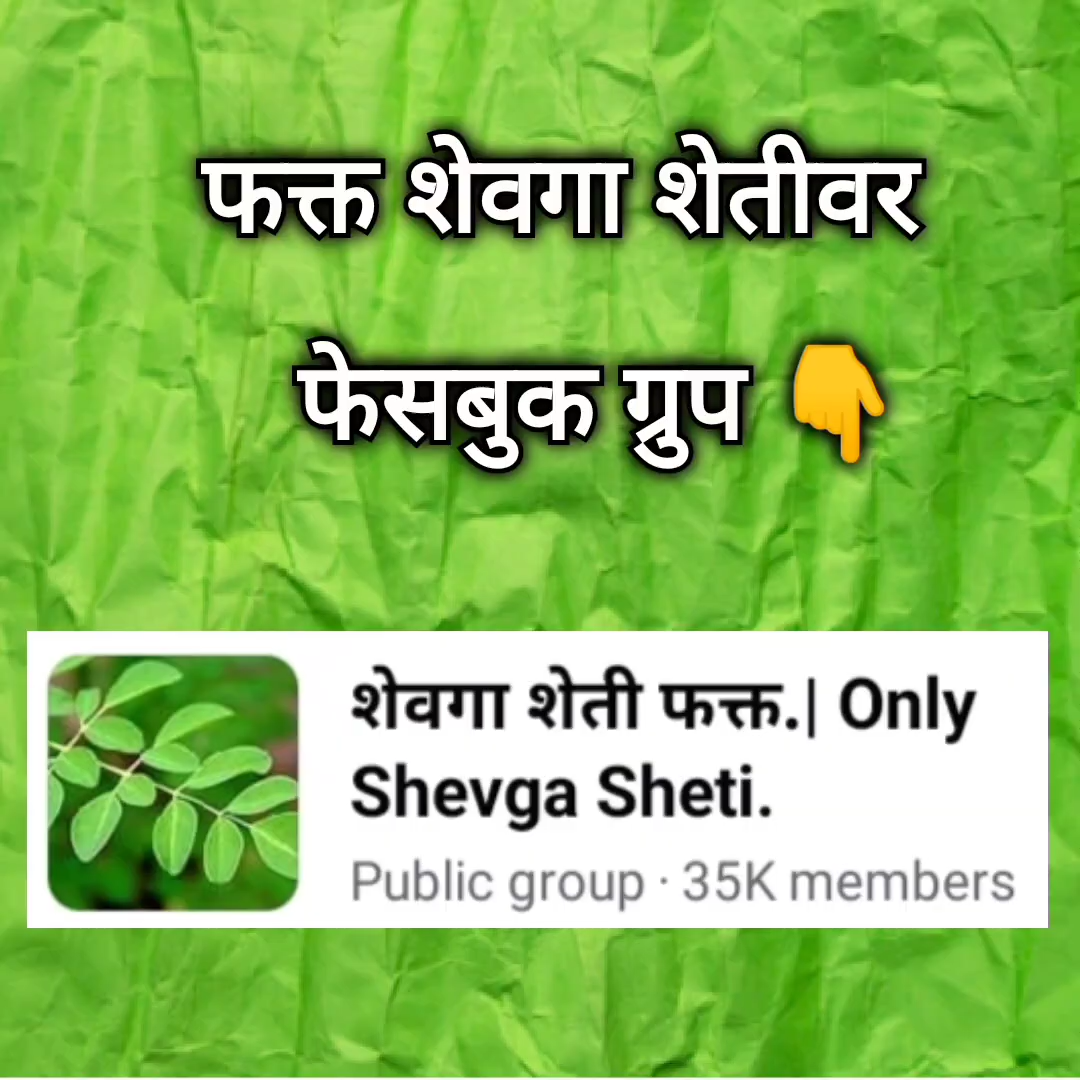 फक्त शेवगा शेतीवर
फेसबुक ग्रुप 👇
शेवगा शेती फक्त.| Only
Shevga Sheti.
Public group · 35K members